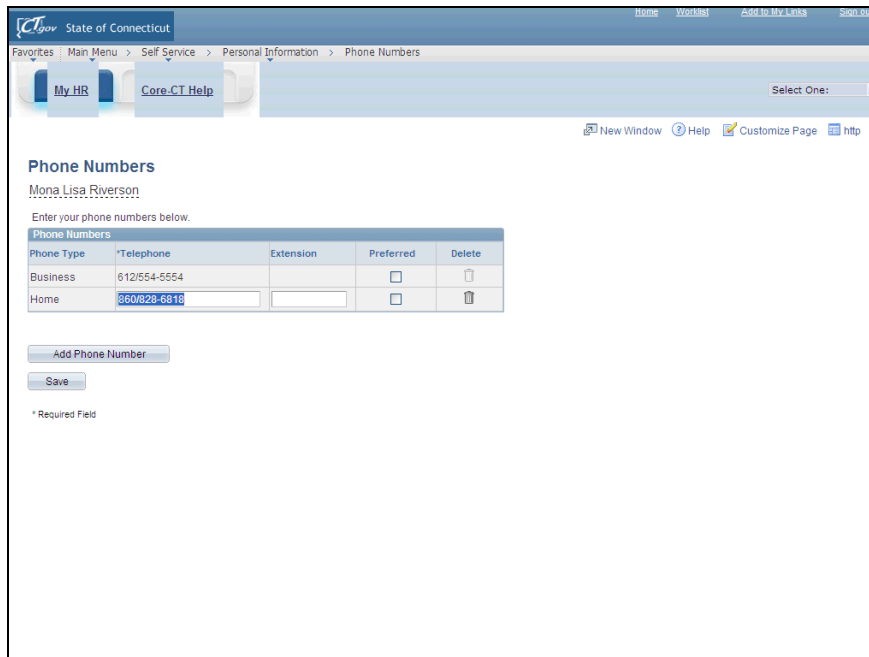 Home Worklist Add to My Links Sign ou
CT.gov State of Connecticut
Favorites Main Menu > Self Service > Personal Information > Phone Numbers
My HR Core-CT Help Select One:
New Window Help Customize Page http
Phone Numbers
Mona Lisa Riverson
Enter your phone numbers below.
Phone Numbers
Phone Type *Telephone Extension Preferred Delete
Business 612/554-5554
Home 860/828-6818
Add Phone Number
Save
* Required Field